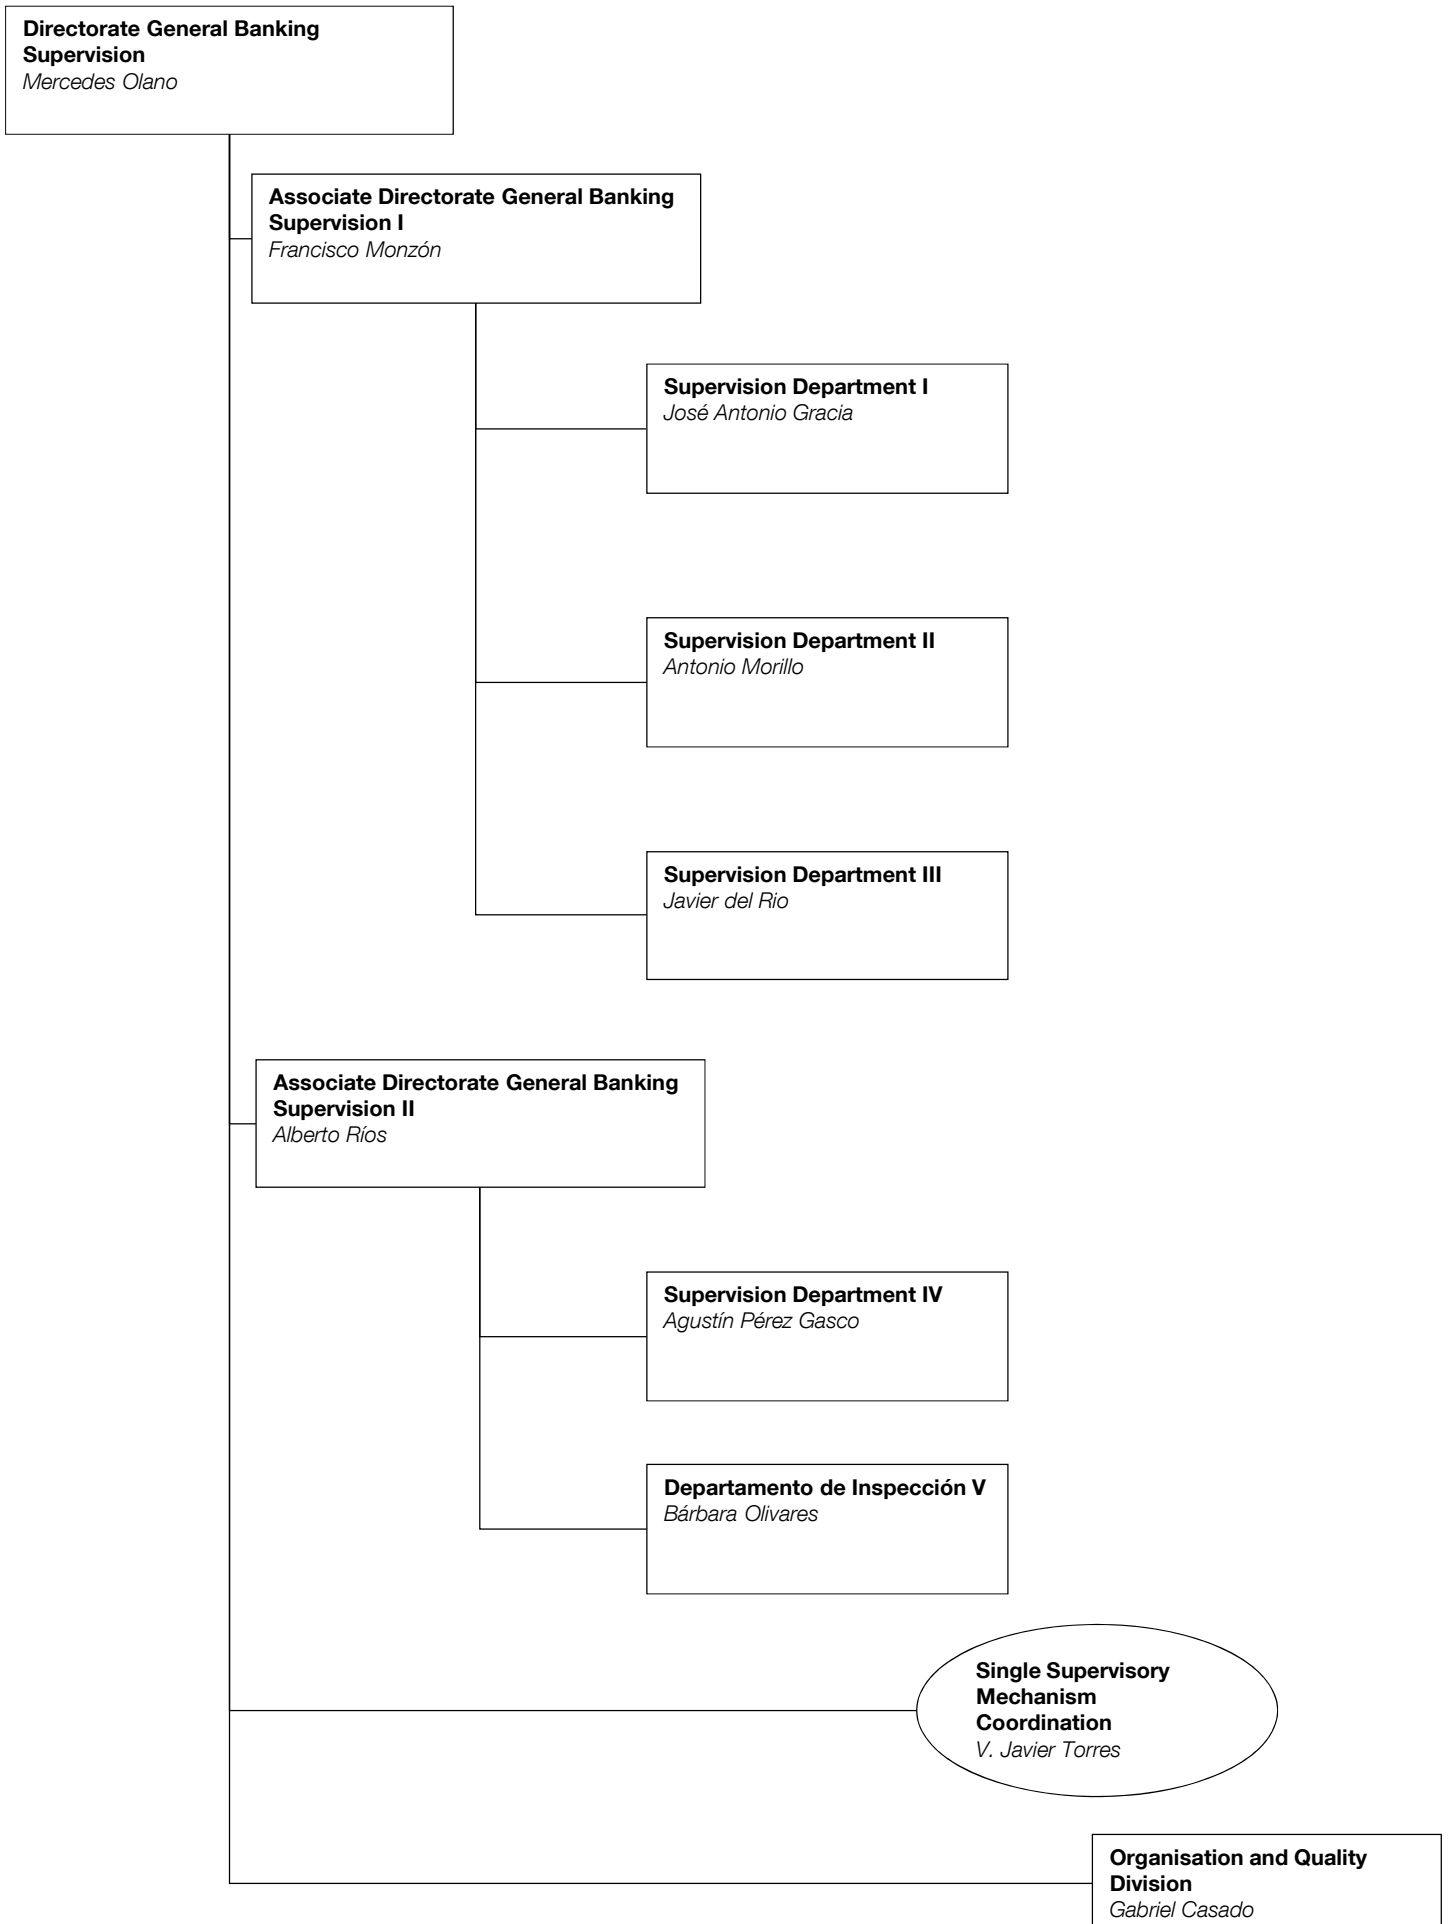 Directorate General Banking
Supervision
Mercedes Olano
Associate Directorate General Banking
Supervision I
Francisco Monzón
Supervision Department I
José Antonio Gracia
Supervision Department II
Antonio Morillo
Supervision Department III
Javier del Rio
Associate Directorate General Banking
Supervision II
Alberto Ríos
Supervision Department IV
Agustín Pérez Gasco
Departamento de Inspección V
Bárbara Olivares
Single Supervisory
Mechanism
Coordination
V. Javier Torres
Organisation and Quality
Division
Gabriel Casado